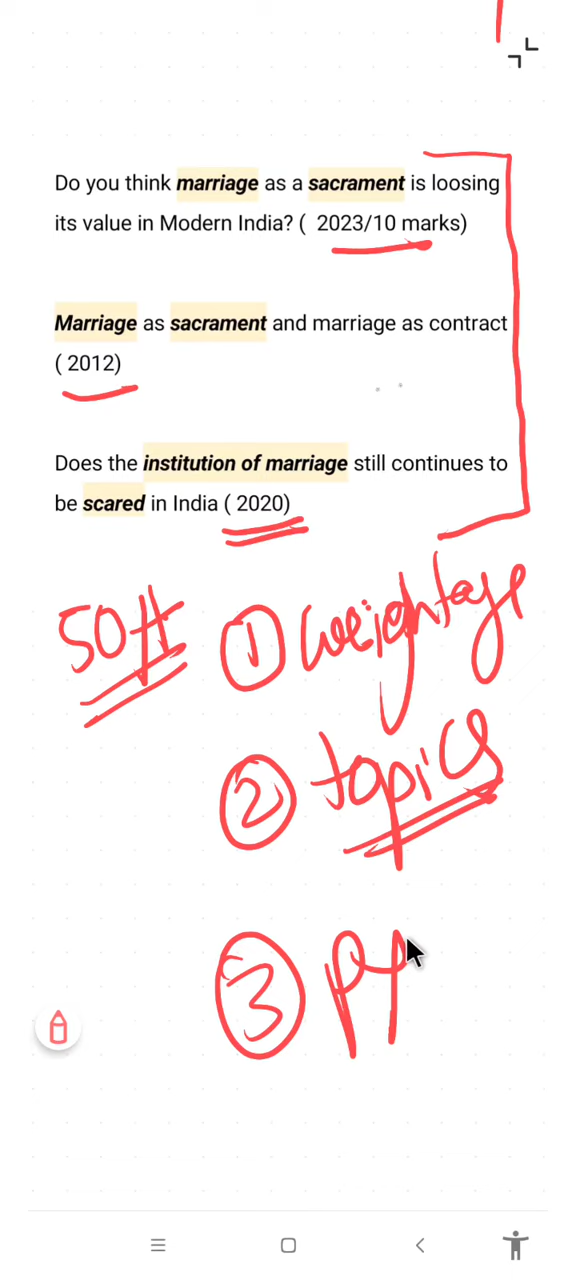 Do you think marriage as a sacrament is loosing
its value in Modern India? ( 2023/10 marks)
Marriage as sacrament and marriage as contract
( 2012)
Does the institution of marriage still continues to
be scared in India ( 2020)
50 ① weightage
② topics
③ PY